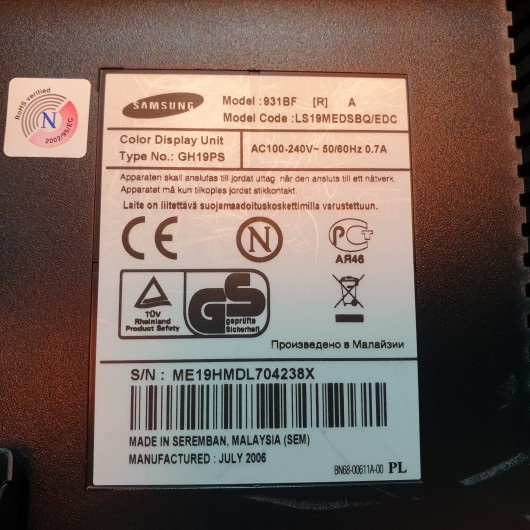 RoHS verified
N
2002/95/EC
SAMSUNG
Model : 931BF [R] A
Model Code : LS19MEDSBQ/EDC
Color Display Unit
Type No.: GH19PS
AC100-240V~ 50/60Hz 0.7A
Apparaten skall anslutas till jordat uttag när den ansluts till ett nätverk.
Apparatet må kun tilkoples jordet stikkontakt.
Laite on liitettävä suojamaadoituskoskettimilla varustettuun.
CE
N
РСТ
АЯ46
TÜV
Rheinland
Product Safety
GS
geprüfte
Sicherheit
Произведено в Малайзии
S/N : ME19HMDL704238X
MADE IN SEREMBAN, MALAYSIA (SEM)
MANUFACTURED : JULY 2006
BN68-00611A-00 PL